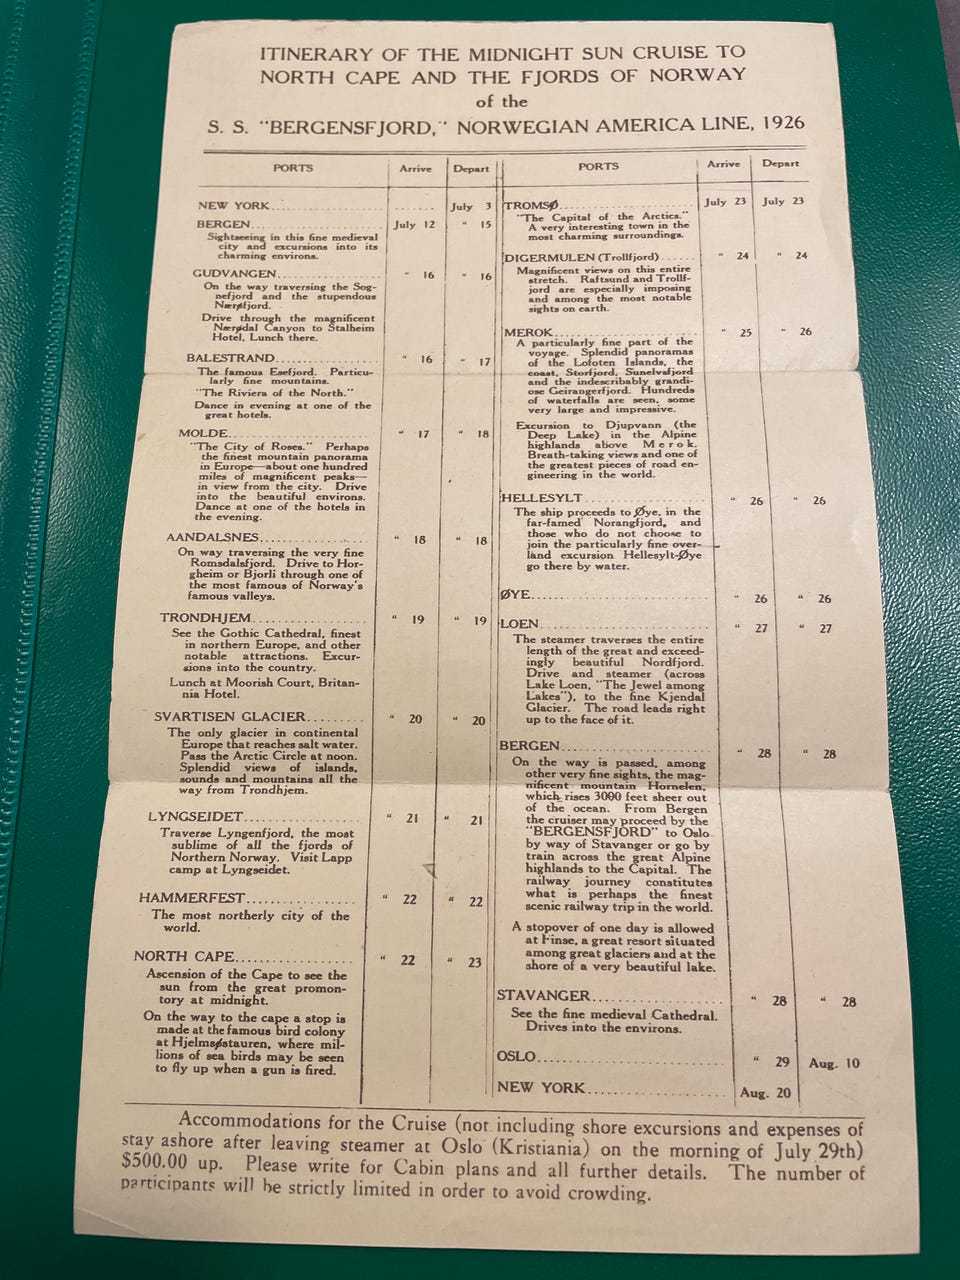 ITINERARY OF THE MIDNIGHT SUN CRUISE TO
NORTH CAPE AND THE FJORDS OF NORWAY
of the
S. S. "BERGENSFJORD," NORWEGIAN AMERICA LINE, 1926
PORTS Arrive Depart
NEW YORK.................... ....... July 3
BERGEN.................... July 12 " 15
Sightseeing in this fine medieval
city and excursions into its
charming environs.
GUDVANGEN.................... " 16 " 16
On the way traversing the Sog-
nefjord and the stupendous
Nærøfjord.
Drive through the magnificent
Nærødal Canyon to Stalheim
Hotel, Lunch there.
BALESTRAND.................... " 16 " 17
The famous Esefjord. Particu-
larly fine mountains.
"The Riviera of the North."
Dance in evening at one of the
great hotels.
MOLDE.................... " 17 " 18
"The City of Roses." Perhaps
the finest mountain panorama
in Europe—about one hundred
miles of magnificent peaks—
in view from the city. Drive
into the beautiful environs.
Dance at one of the hotels in
the evening.
AANDALSNES.................... " 18 " 18
On way traversing the very fine
Romsdalsfjord. Drive to Hor-
gheim or Bjorli through one of
the most famous of Norway's
famous valleys.
TRONDHJEM.................... " 19 " 19
See the Gothic Cathedral, finest
in northern Europe, and other
notable attractions. Excur-
sions into the country.
Lunch at Moorish Court, Britan-
nia Hotel.
SVARTISEN GLACIER......... " 20 " 20
The only glacier in continental
Europe that reaches salt water.
Pass the Arctic Circle at noon.
Splendid views of islands,
sounds and mountains all the
way from Trondhjem.
LYNGSEIDET.................... " 21 " 21
Traverse Lyngenfjord, the most
sublime of all the fjords of
Northern Norway. Visit Lapp
camp at Lyngseidet.
HAMMERFEST.................... " 22 " 22
The most northerly city of the
world.
NORTH CAPE.................... " 22 " 23
Ascension of the Cape to see the
sun from the great promon-
tory at midnight.
On the way to the cape a stop is
made at the famous bird colony
at Hjelmsøstauren, where mil-
lions of sea birds may be seen
to fly up when a gun is fired.
PORTS Arrive Depart
TROMSØ.................... July 23 July 23
"The Capital of the Arctics."
A very interesting town in the
most charming surroundings.
DIGERMULEN (Trollfjord)...... " 24 " 24
Magnificent views on this entire
stretch. Raftsund and Trollf-
jord are especially imposing
and among the most notable
sights on earth.
MEROK.................... " 25 " 26
A particularly fine part of the
voyage. Splendid panoramas
of the Lofoten Islands, the
coast, Storfjord, Sunelvsfjord
and the indescribably grandi-
ose Geirangerfjord. Hundreds
of waterfalls are seen, some
very large and impressive.
Excursion to Djupvann (the
Deep Lake) in the Alpine
highlands above Merok.
Breath-taking views and one of
the greatest pieces of road en-
gineering in the world.
HELLESYLT.................... " 26 " 26
The ship proceeds to Øye, in the
far-famed Norangfjord, and
those who do not choose to
join the particularly fine over-
land excursion Hellesylt-Øye
go there by water.
ØYE.................... " 26 " 26
LOEN.................... " 27 " 27
The steamer traverses the entire
length of the great and exceed-
ingly beautiful Nordfjord.
Drive and steamer (across
Lake Loen, "The Jewel among
Lakes"), to the fine Kjendal
Glacier. The road leads right
up to the face of it.
BERGEN.................... " 28 " 28
On the way is passed, among
other very fine sights, the mag-
nificent mountain Hornelen,
which rises 3000 feet sheer out
of the ocean. From Bergen
the cruiser may proceed by the
"BERGENSFJORD" to Oslo
by way of Stavanger or go by
train across the great Alpine
highlands to the Capital. The
railway journey constitutes
what is perhaps the finest
scenic railway trip in the world.
A stopover of one day is allowed
at Finse, a great resort situated
among great glaciers and at the
shore of a very beautiful lake.
STAVANGER.................... " 28 " 28
See the fine medieval Cathedral.
Drives into the environs.
OSLO.................... " 29 Aug. 10
NEW YORK.................... Aug. 20
Accommodations for the Cruise (not including shore excursions and expenses of
stay ashore after leaving steamer at Oslo (Kristiania) on the morning of July 29th)
$500.00 up. Please write for Cabin plans and all further details. The number of
participants will be strictly limited in order to avoid crowding.